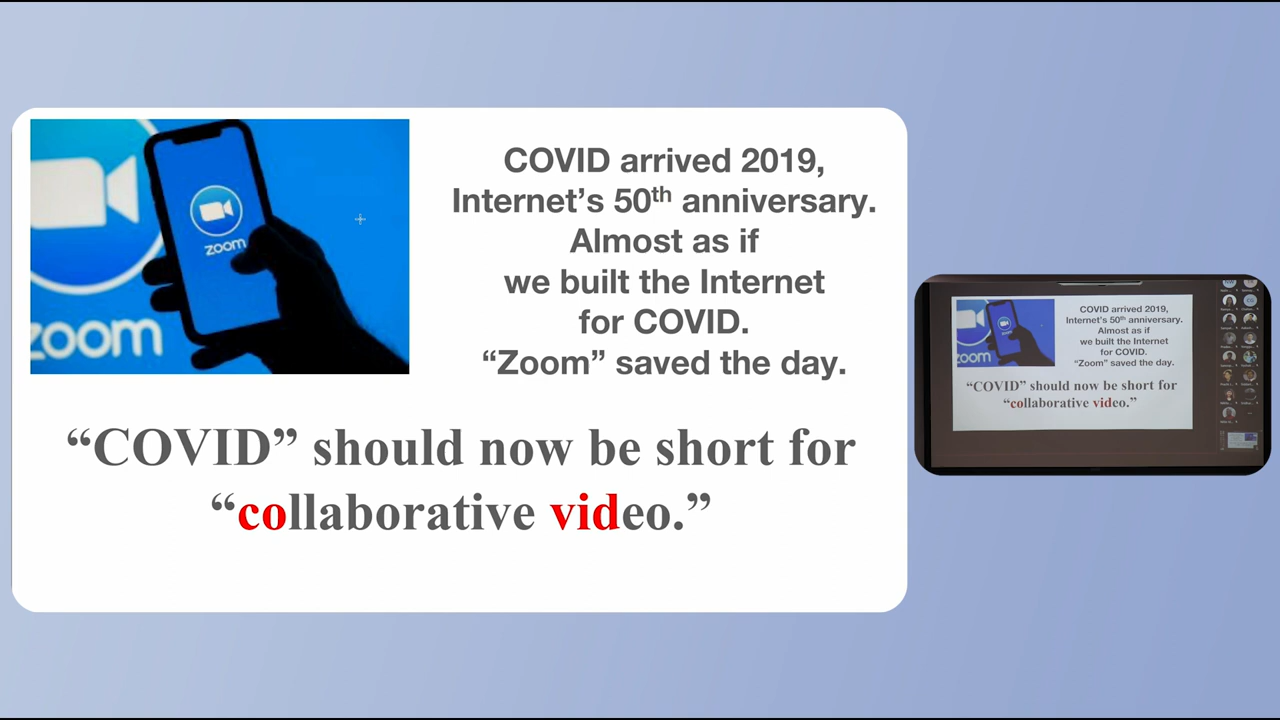 zoom
zoom
COVID arrived 2019,
Internet’s 50th anniversary.
Almost as if
we built the Internet
for COVID.
“Zoom” saved the day.
“COVID” should now be short for
“collaborative video.”
zoom
zoom
COVID arrived 2019,
Internet’s 50th anniversary.
Almost as if
we built the Internet
for COVID.
“Zoom” saved the day.
“COVID” should now be short for
“collaborative video.”